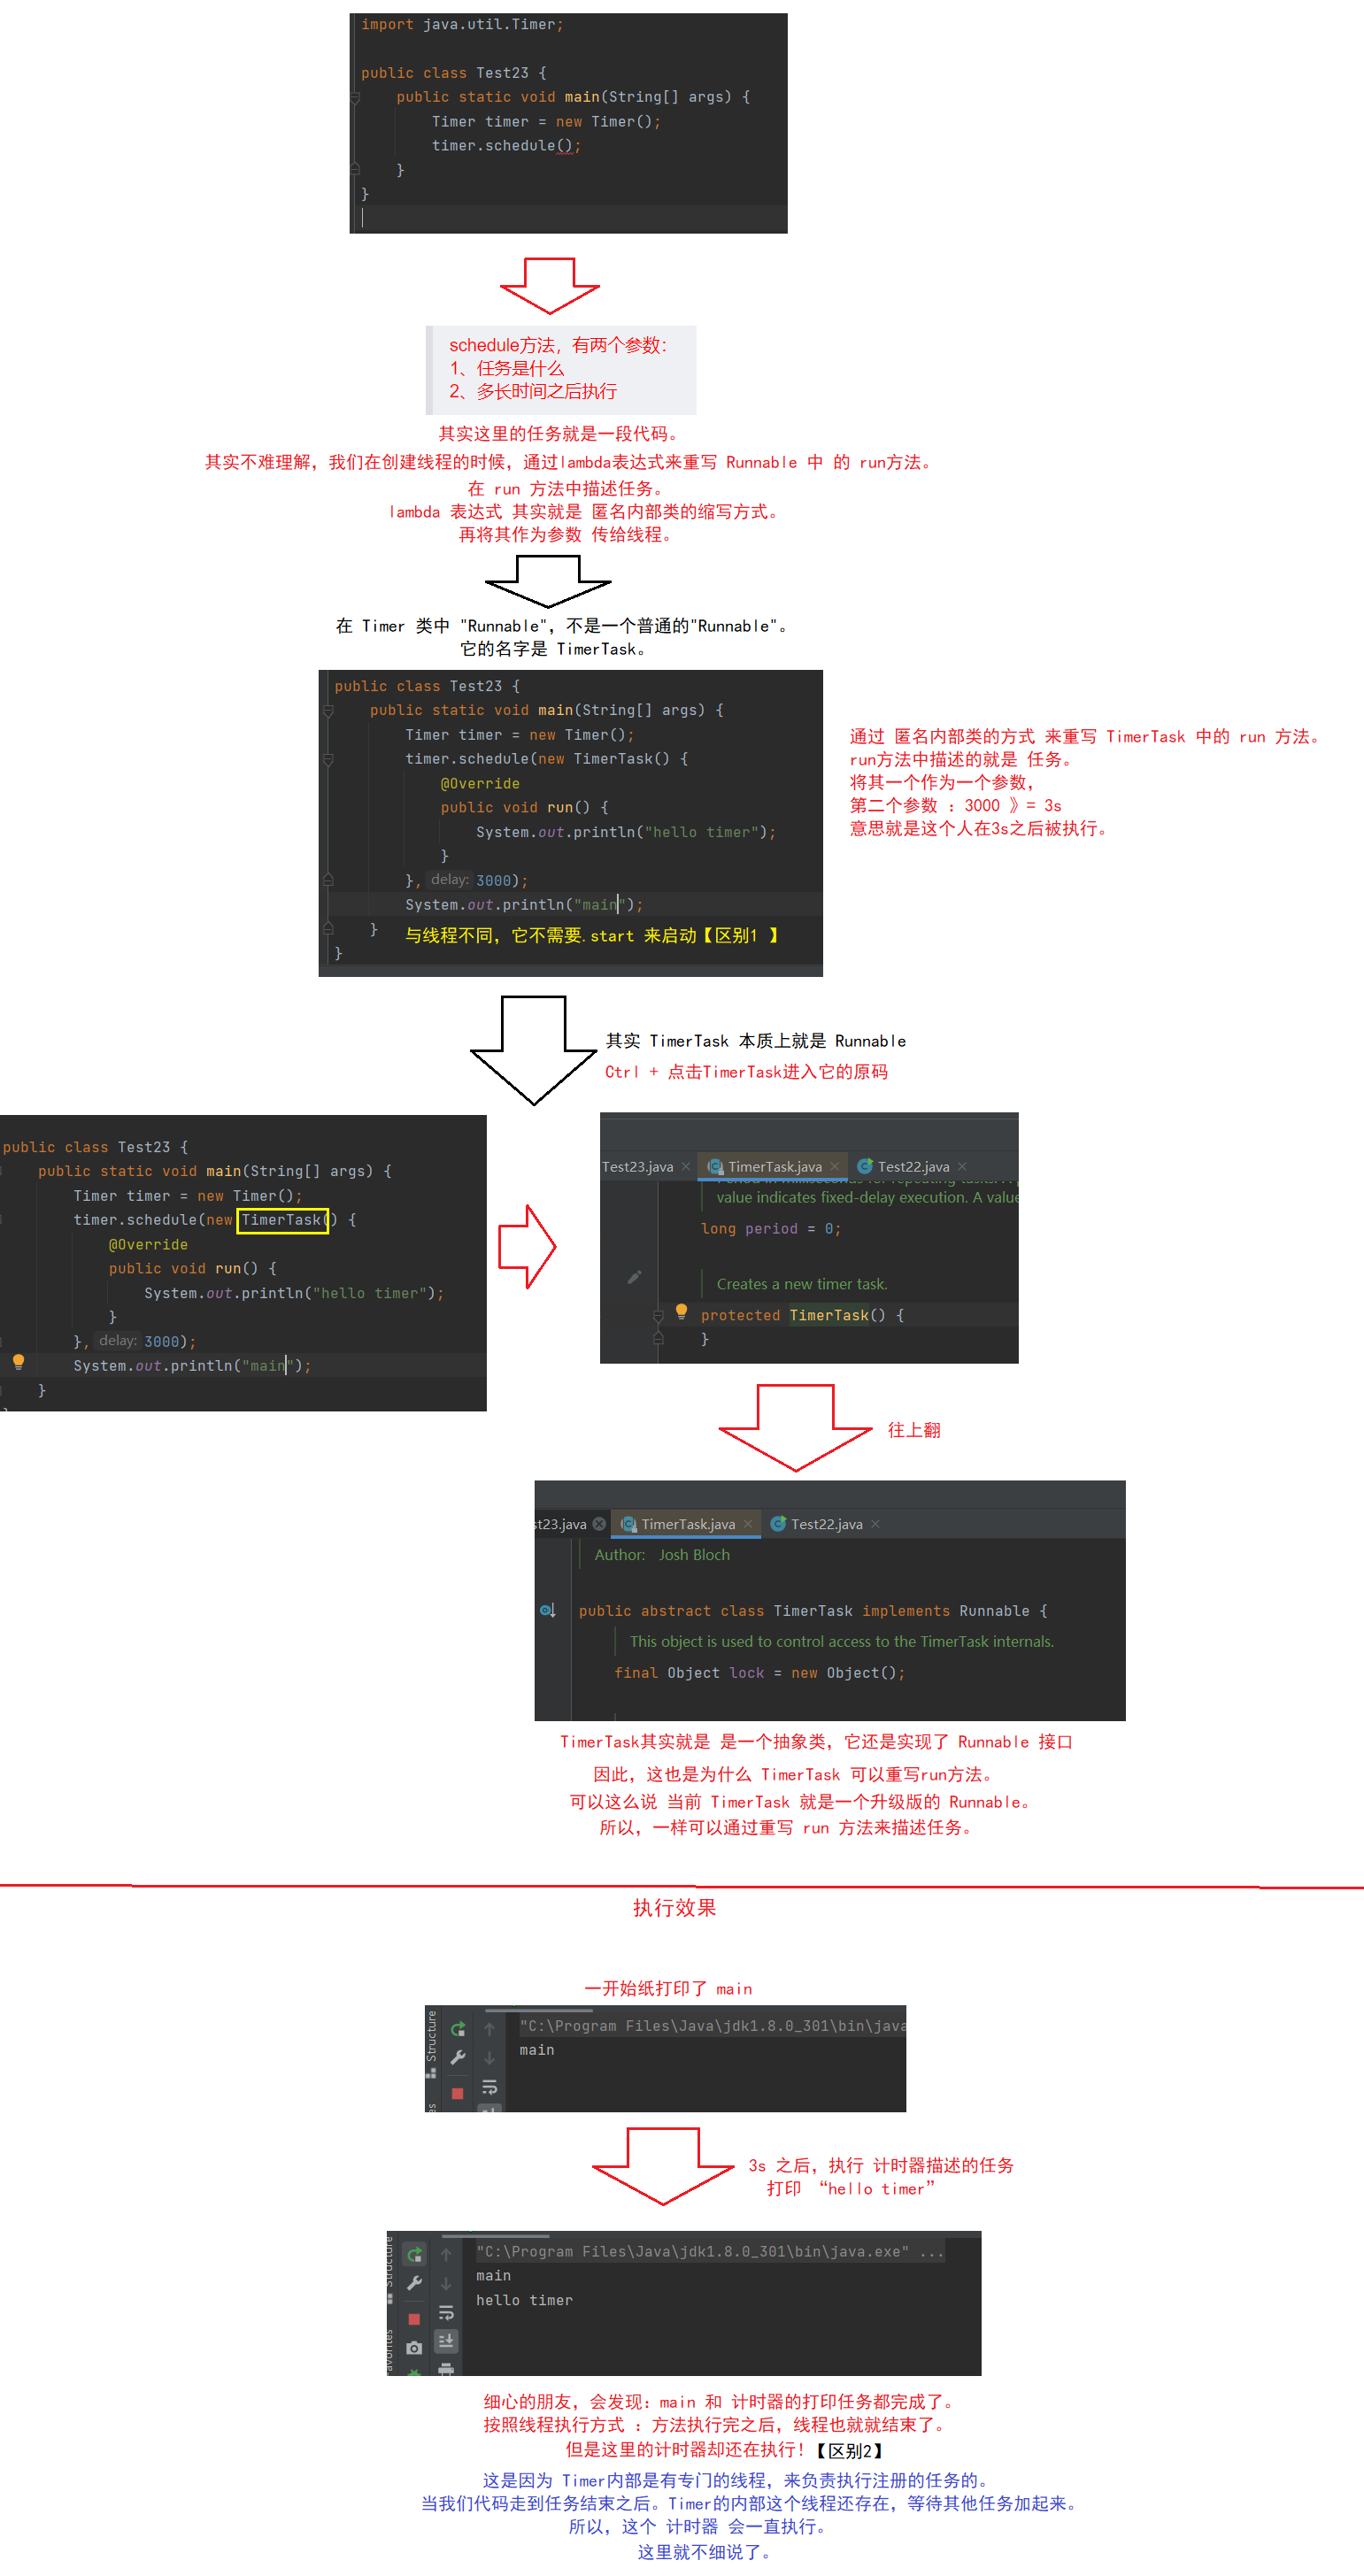 import java.util.Timer;
public class Test23 {
public static void main(String[] args) {
Timer timer = new Timer();
timer.schedule();
}
}
schedule方法，有两个参数：
1、任务是什么
2、多长时间之后执行
其实这里的任务就是一段代码。
其实不难理解，我们在创建线程的时候，通过lambda表达式来重写 Runnable 中 的 run方法。
在 run 方法中描述任务。
lambda 表达式 其实就是 匿名内部类的缩写方式。
再将其作为参数 传给线程。
在 Timer 类中 "Runnable"，不是一个普通的"Runnable"。
它的名字是 TimerTask。
public class Test23 {
public static void main(String[] args) {
Timer timer = new Timer();
timer.schedule(new TimerTask() {
@Override
public void run() {
System.out.println("hello timer");
}
}, delay: 3000);
System.out.println("main");
}
与线程不同，它不需要.start 来启动【区别1 】
}
通过 匿名内部类的方式 来重写 TimerTask 中的 run 方法。
run方法中描述的就是 任务。
将其一个作为一个参数，
第二个参数 ：3000 》= 3s
意思就是这个人在3s之后被执行。
其实 TimerTask 本质上就是 Runnable
Ctrl + 点击TimerTask进入它的原码
public class Test23 {
public static void main(String[] args) {
Timer timer = new Timer();
timer.schedule(new TimerTask() {
@Override
public void run() {
System.out.println("hello timer");
}
}, delay: 3000);
System.out.println("main");
}
Test23.java TimerTask.java Test22.java
value indicates fixed-delay execution. A value
long period = 0;
Creates a new timer task.
protected TimerTask() {
}
往上翻
st23.java TimerTask.java Test22.java
Author: Josh Bloch
public abstract class TimerTask implements Runnable {
This object is used to control access to the TimerTask internals.
final Object lock = new Object();
TimerTask其实就是 是一个抽象类，它还是实现了 Runnable 接口
因此，这也是为什么 TimerTask 可以重写run方法。
可以这么说 当前 TimerTask 就是一个升级版的 Runnable。
所以，一样可以通过重写 run 方法来描述任务。
执行效果
一开始纸打印了 main
Structure
"C:\Program Files\Java\jdk1.8.0_301\bin\java
main
3s 之后，执行 计时器描述的任务
打印 “hello timer”
"C:\Program Files\Java\jdk1.8.0_301\bin\java.exe" ...
main
hello timer
细心的朋友，会发现：main 和 计时器的打印任务都完成了。
按照线程执行方式 ：方法执行完之后，线程也就就结束了。
但是这里的计时器却还在执行！【区别2】
这是因为 Timer内部是有专门的线程，来负责执行注册的任务的。
当我们代码走到任务结束之后。Timer的内部这个线程还存在，等待其他任务加起来。
所以，这个 计时器 会一直执行。
这里就不细说了。